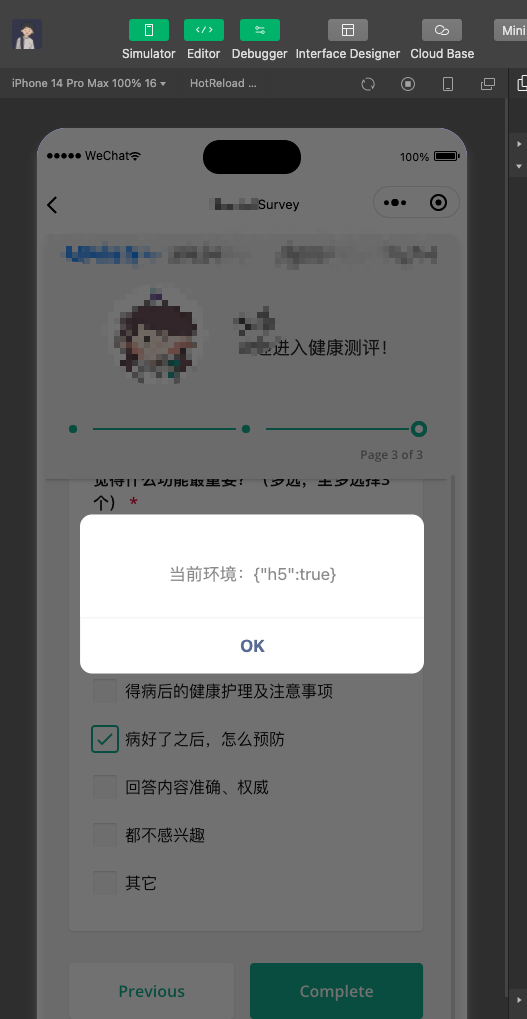 Simulator
Editor
Debugger
Interface Designer
Cloud Base
Mini
iPhone 14 Pro Max 100% 16
HotReload ...
WeChat
100%
Survey
进入健康测评！
Page 3 of 3
觉得什么功能最重要？（多选，至多选择3
个） *
当前环境：{"h5":true}
OK
得病后的健康护理及注意事项
病好了之后，怎么预防
回答内容准确、权威
都不感兴趣
其它
Previous
Complete